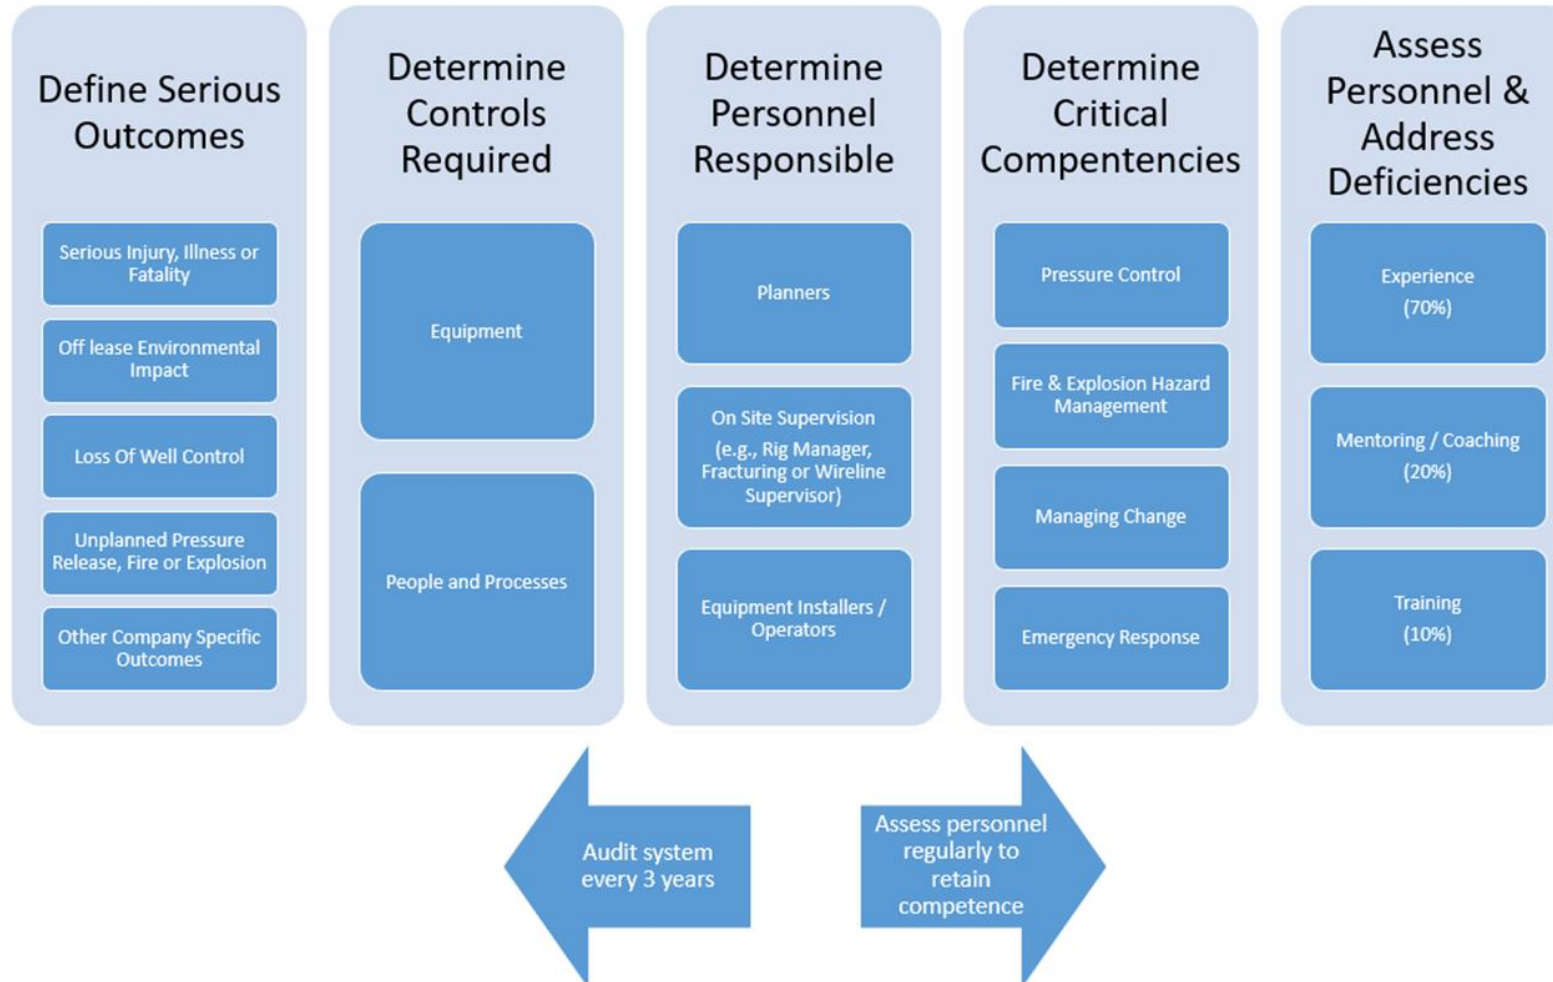 Define Serious
Outcomes
Serious Injury, Illness or
Fatality
Off lease Environmental
Impact
Loss Of Well Control
Unplanned Pressure
Release, Fire or Explosion
Other Company Specific
Outcomes
Determine
Controls
Required
Equipment
People and Processes
Determine
Personnel
Responsible
Planners
On Site Supervision
(e.g., Rig Manager,
Fracturing or Wireline
Supervisor)
Equipment Installers /
Operators
Determine
Critical
Compentencies
Pressure Control
Fire & Explosion Hazard
Management
Managing Change
Emergency Response
Assess
Personnel &
Address
Deficiencies
Experience
(70%)
Mentoring / Coaching
(20%)
Training
(10%)
Audit system
every 3 years
Assess personnel
regularly to
retain
competence